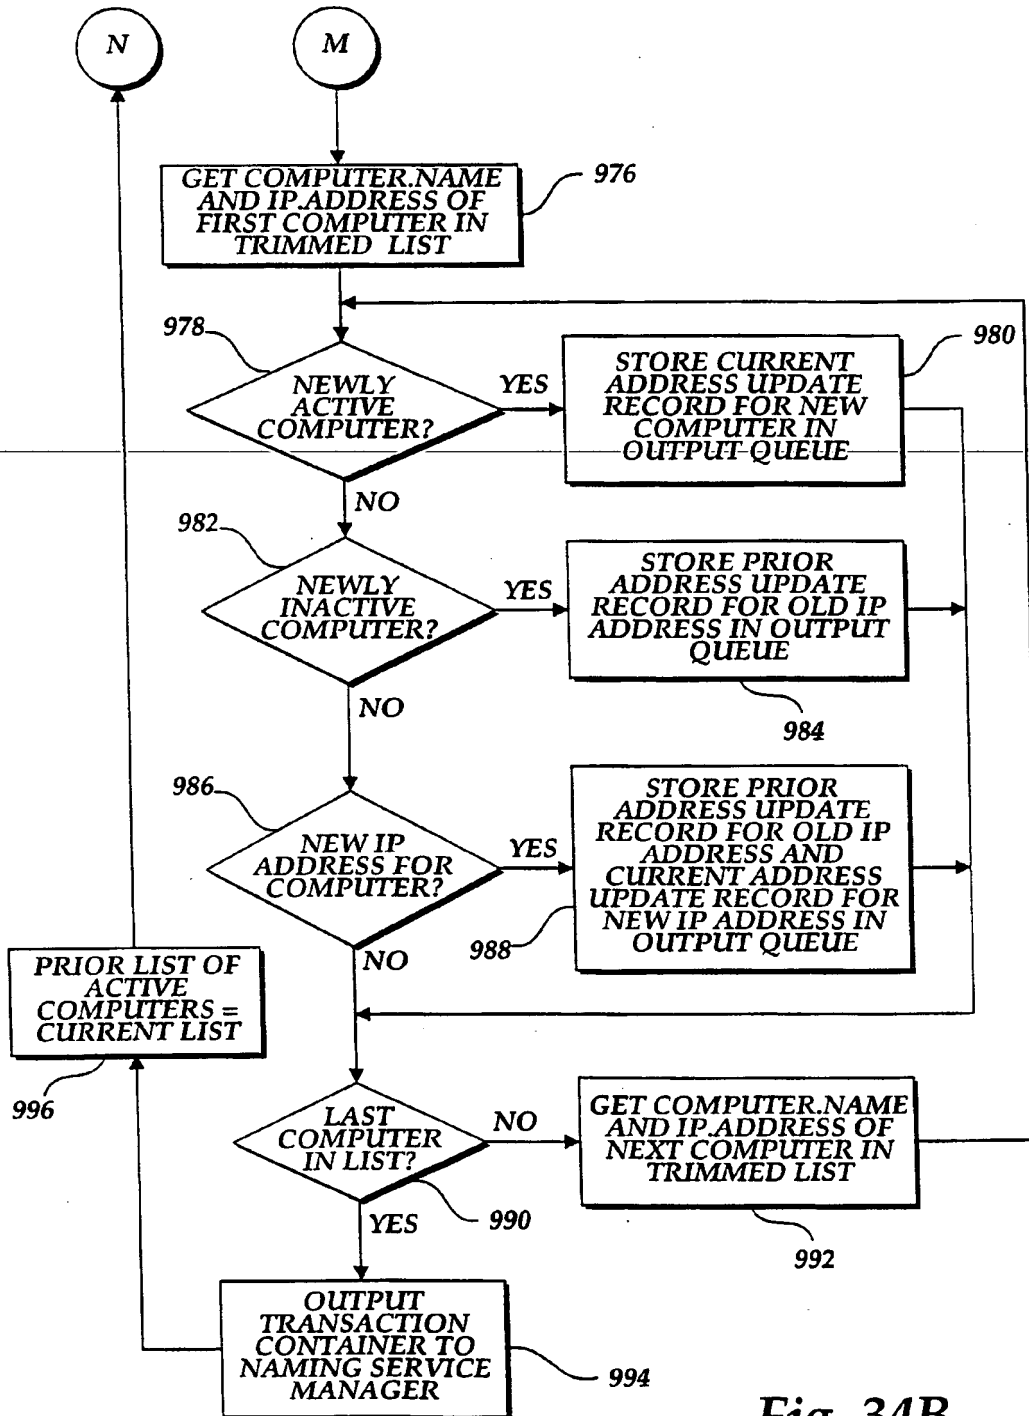 N
M
GET COMPUTER.NAME
AND IP.ADDRESS OF
FIRST COMPUTER IN
TRIMMED LIST
976
978
NEWLY
ACTIVE
COMPUTER?
YES
NO
STORE CURRENT
ADDRESS UPDATE
RECORD FOR NEW
COMPUTER IN
OUTPUT QUEUE
980
982
NEWLY
INACTIVE
COMPUTER?
YES
NO
STORE PRIOR
ADDRESS UPDATE
RECORD FOR OLD IP
ADDRESS IN OUTPUT
QUEUE
984
986
NEW IP
ADDRESS FOR
COMPUTER?
YES
NO
STORE PRIOR
ADDRESS UPDATE
RECORD FOR OLD IP
ADDRESS AND
CURRENT ADDRESS
UPDATE RECORD FOR
NEW IP ADDRESS IN
OUTPUT QUEUE
988
PRIOR LIST OF
ACTIVE
COMPUTERS =
CURRENT LIST
996
LAST
COMPUTER
IN LIST?
NO
990
YES
GET COMPUTER.NAME
AND IP.ADDRESS OF
NEXT COMPUTER IN
TRIMMED LIST
992
OUTPUT
TRANSACTION
CONTAINER TO
NAMING SERVICE
MANAGER
994
Fig. 34B